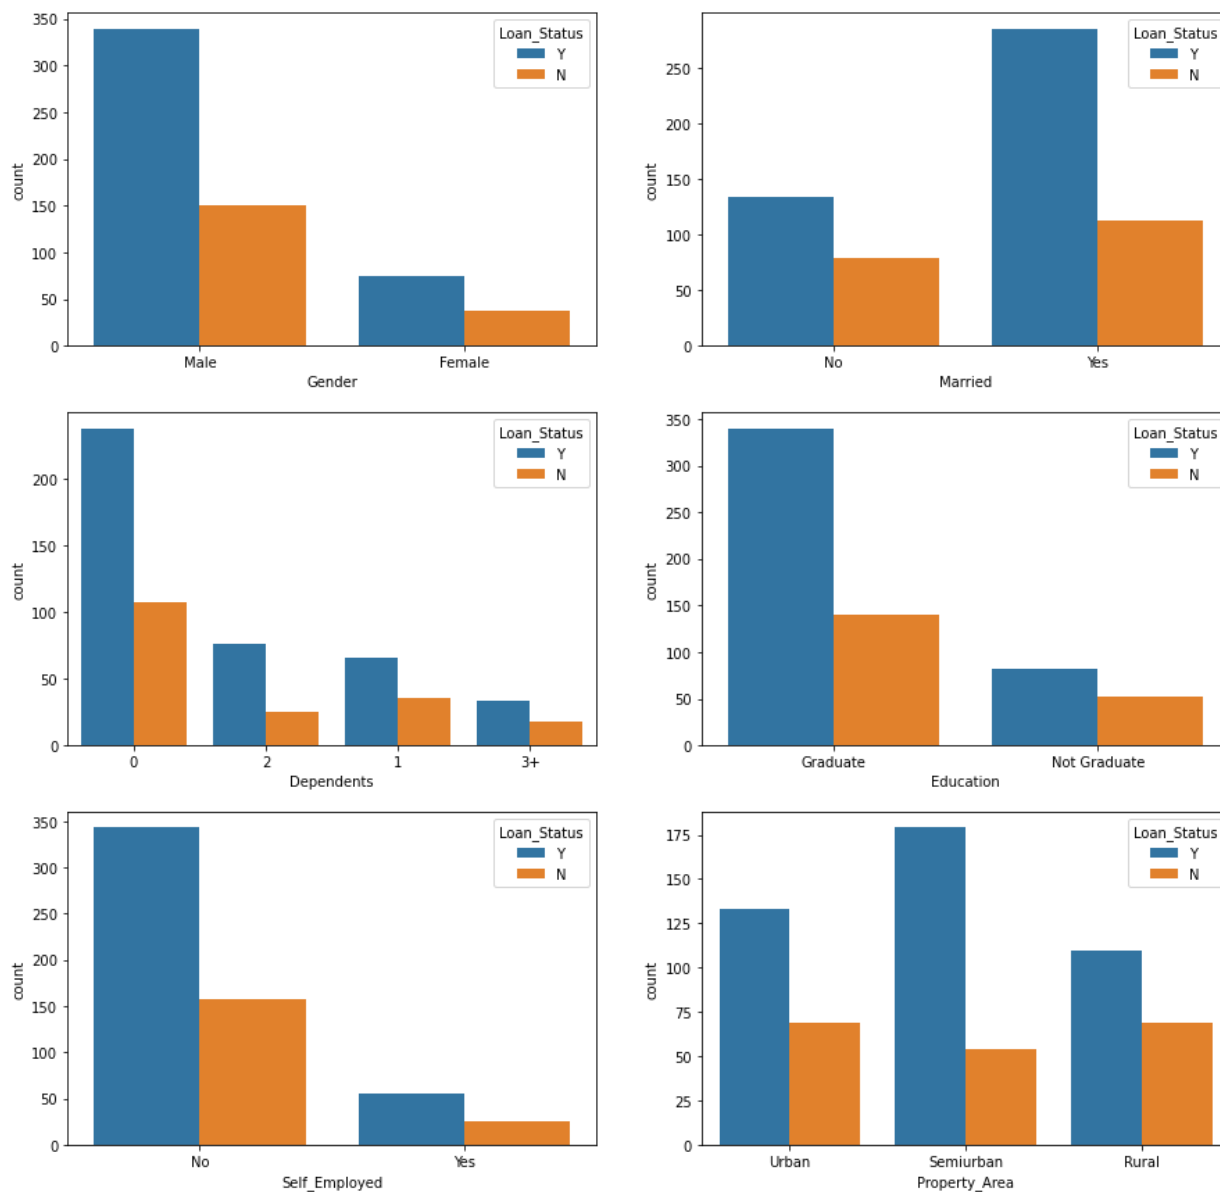 350
300
250
200
150
100
50
0
count
Male Female
Gender
Loan_Status
Y
N
250
200
150
100
50
0
count
No Yes
Married
Loan_Status
Y
N
200
150
100
50
0
count
0 2 1 3+
Dependents
Loan_Status
Y
N
350
300
250
200
150
100
50
0
count
Graduate Not Graduate
Education
Loan_Status
Y
N
350
300
250
200
150
100
50
0
count
No Yes
Self_Employed
Loan_Status
Y
N
175
150
125
100
75
50
25
0
count
Urban Semiurban Rural
Property_Area
Loan_Status
Y
N